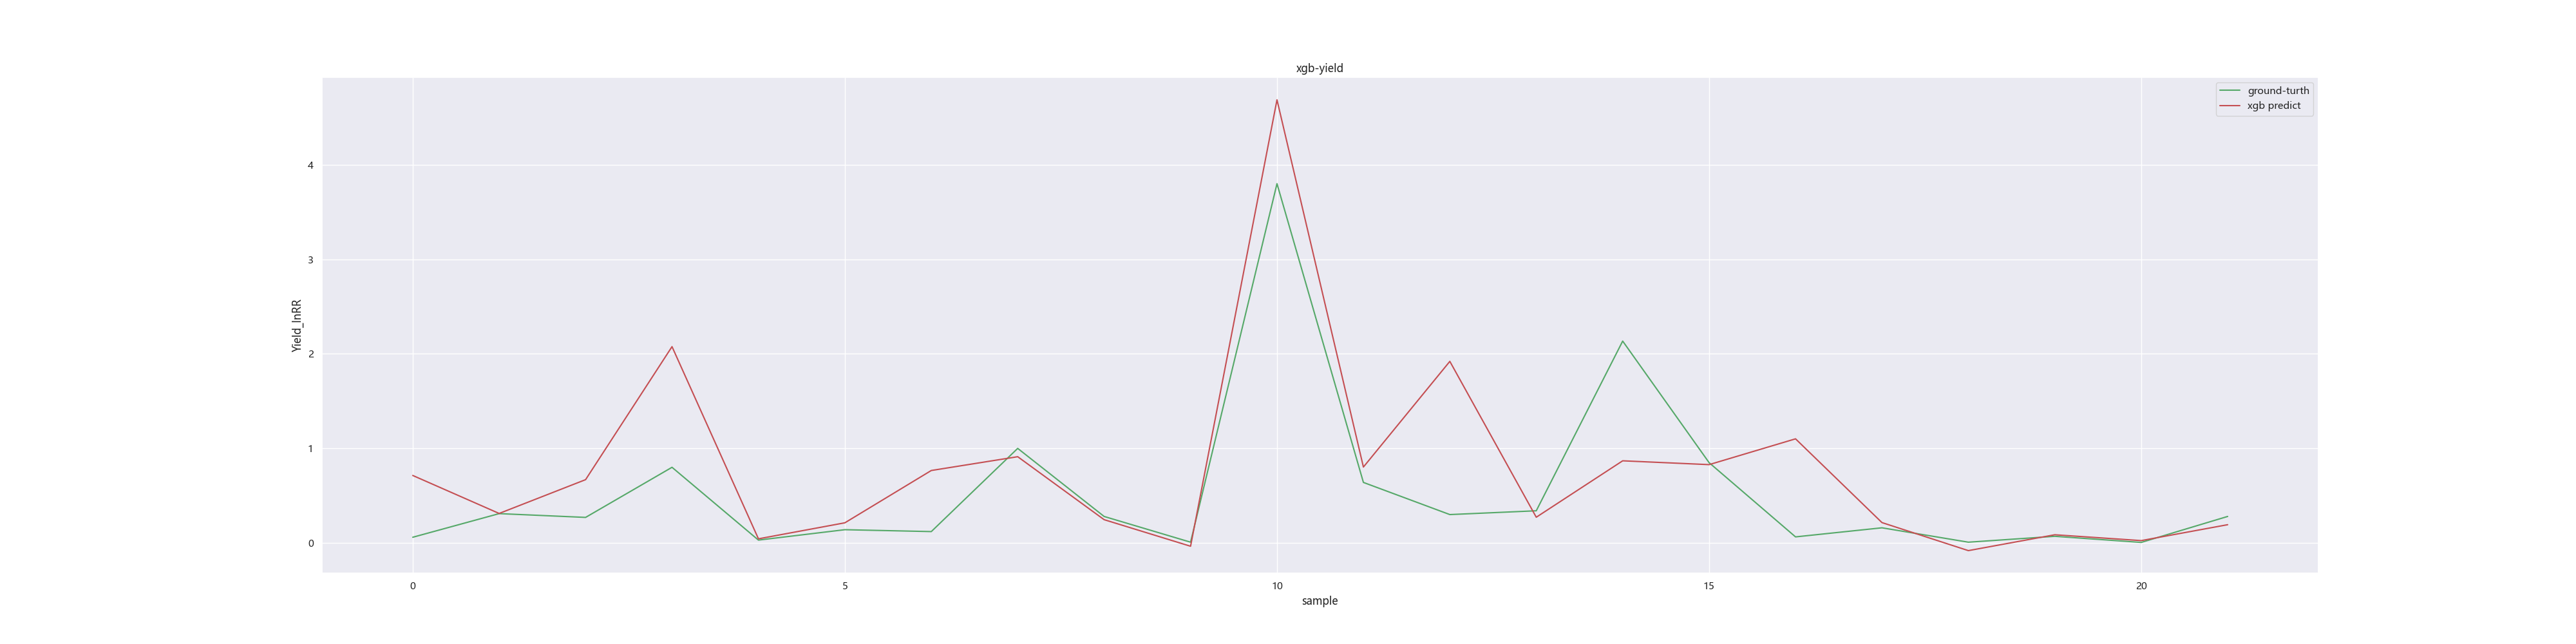 xgb-yield
ground-turth
xgb predict
4
3
2
1
0
Yield_lnRR
0 5 10 15 20
sample